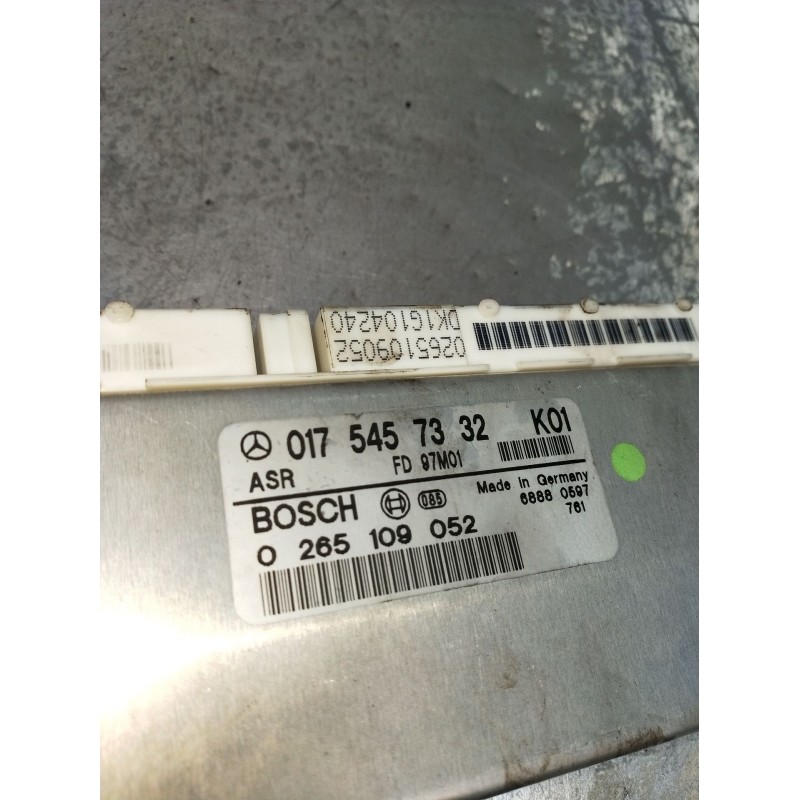 DK1G104240
0265109052
017 545 73 32 K01
ASR FD 97M01
BOSCH 085 Made in Germany
0 265 109 052 6888 0597
761